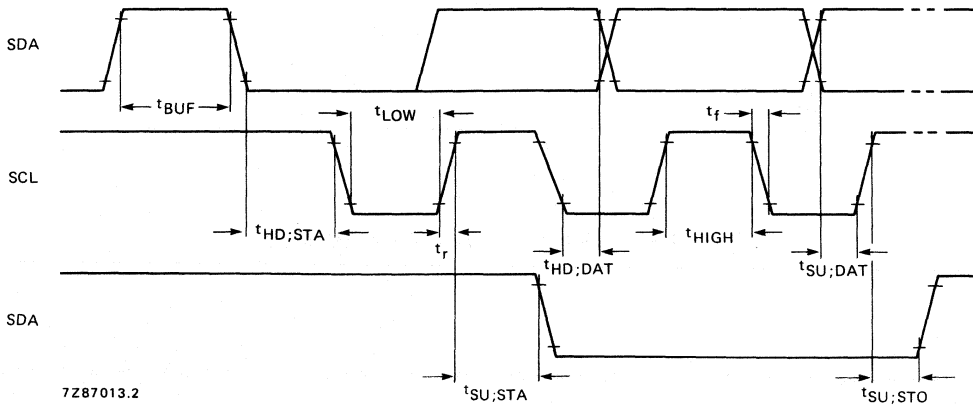 SDA
tBUF
tLOW
tf
SCL
tHD;STA
tr
tHD;DAT
tHIGH
tSU;DAT
SDA
7Z87013.2
tSU;STA
tSU;STO